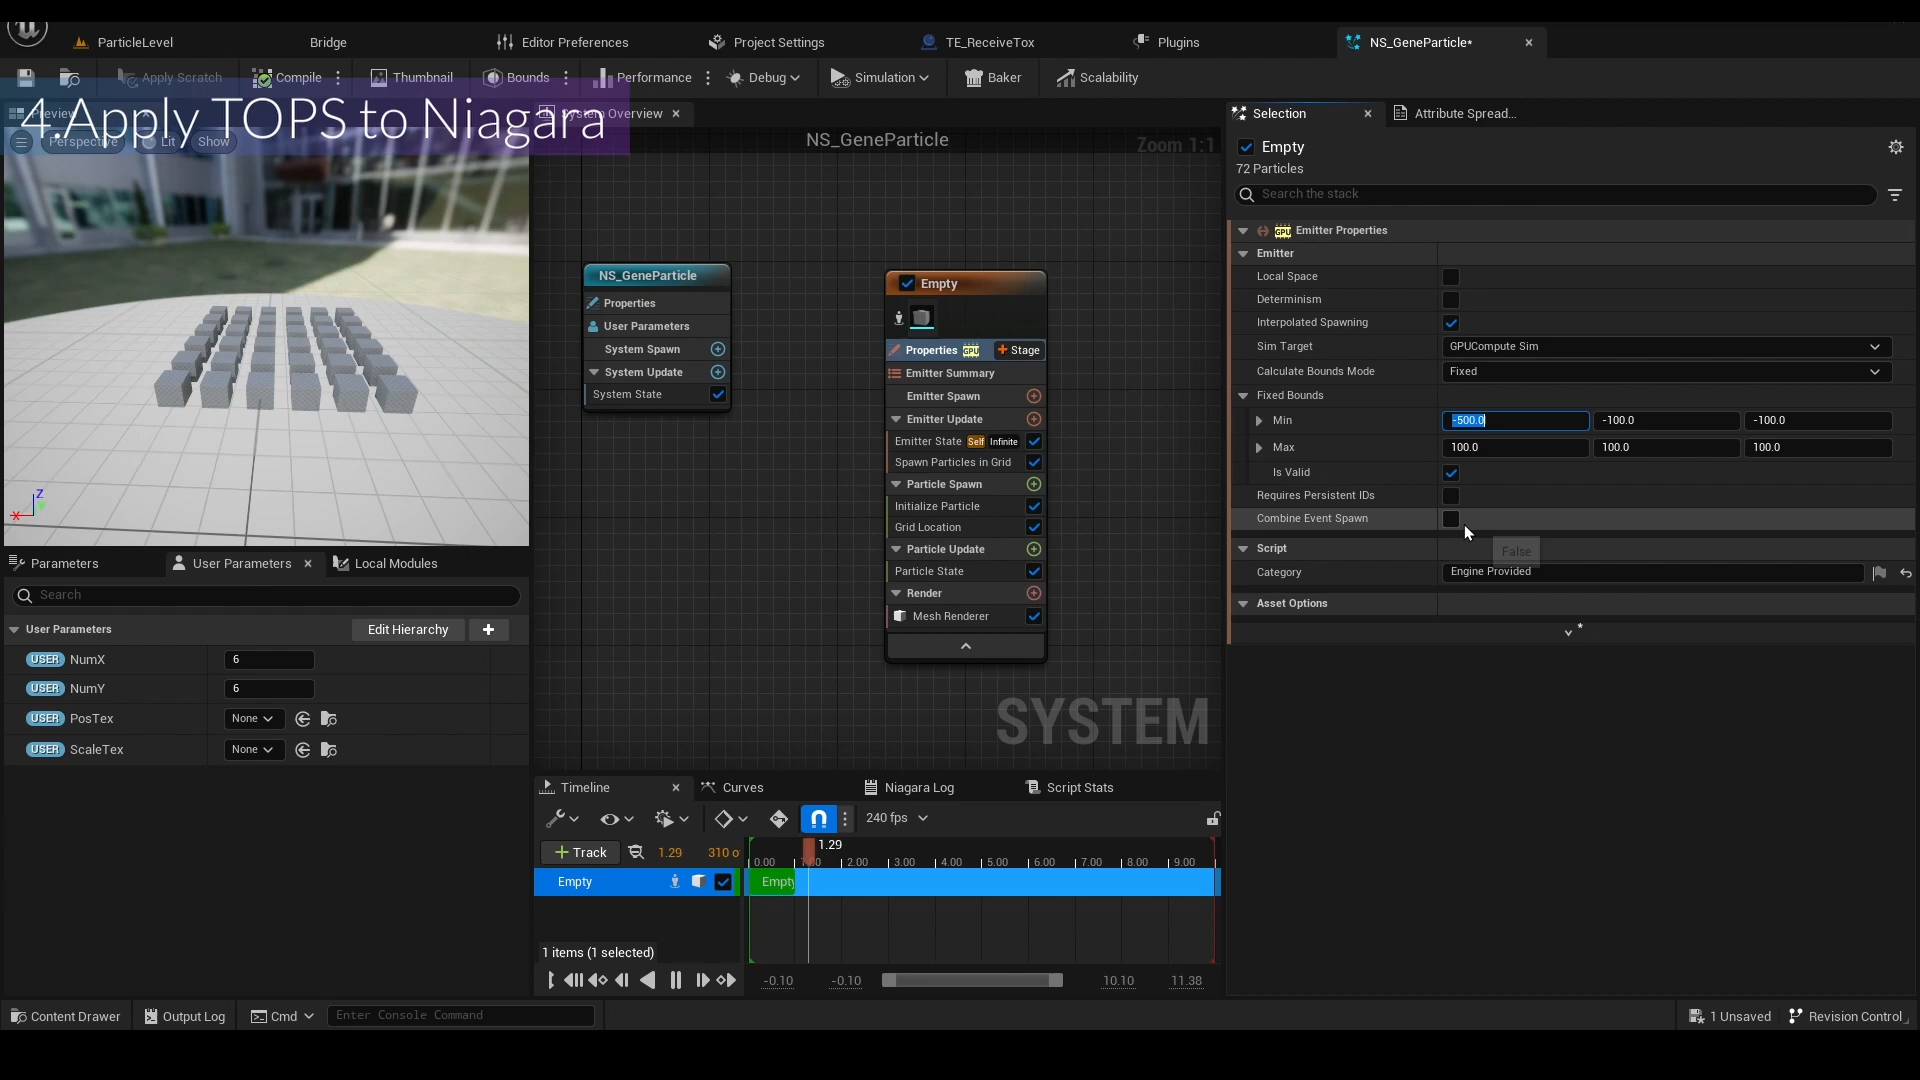 ParticleLevel
Bridge
Editor Preferences
Project Settings
TE_ReceiveTox
Plugins
NS_GeneParticle*
Apply Scratch
Compile
Thumbnail
Bounds
Performance
Debug
Simulation
Baker
Scalability
4.Apply TOPS to Niagara
Preview
System Overview
Perspective
Lit
Show
NS_GeneParticle
Zoom 1:1
Z
X
NS_GeneParticle
Properties
User Parameters
System Spawn
System Update
System State
Empty
Properties GPU + Stage
Emitter Summary
Emitter Spawn
Emitter Update
Emitter State Self Infinite
Spawn Particles in Grid
Particle Spawn
Initialize Particle
Grid Location
Particle Update
Particle State
Render
Mesh Renderer
SYSTEM
Parameters
User Parameters
Local Modules
Search
User Parameters
Edit Hierarchy
USER NumX 6
USER NumY 6
USER PosTex None
USER ScaleTex None
Timeline
Curves
Niagara Log
Script Stats
240 fps
+ Track
1.29
310 o
1.29
0.00 1.00 2.00 3.00 4.00 5.00 6.00 7.00 8.00 9.00
Empty
Empty
1 items (1 selected)
-0.10
-0.10
10.10
11.38
Selection
Attribute Spread...
Empty
72 Particles
Search the stack
GPU Emitter Properties
Emitter
Local Space
Determinism
Interpolated Spawning
Sim Target GPUCompute Sim
Calculate Bounds Mode Fixed
Fixed Bounds
Min -500.0 -100.0 -100.0
Max 100.0 100.0 100.0
Is Valid
Requires Persistent IDs
Combine Event Spawn
False
Script
Category Engine Provided
Asset Options
Content Drawer
Output Log
Cmd
Enter Console Command
1 Unsaved
Revision Control